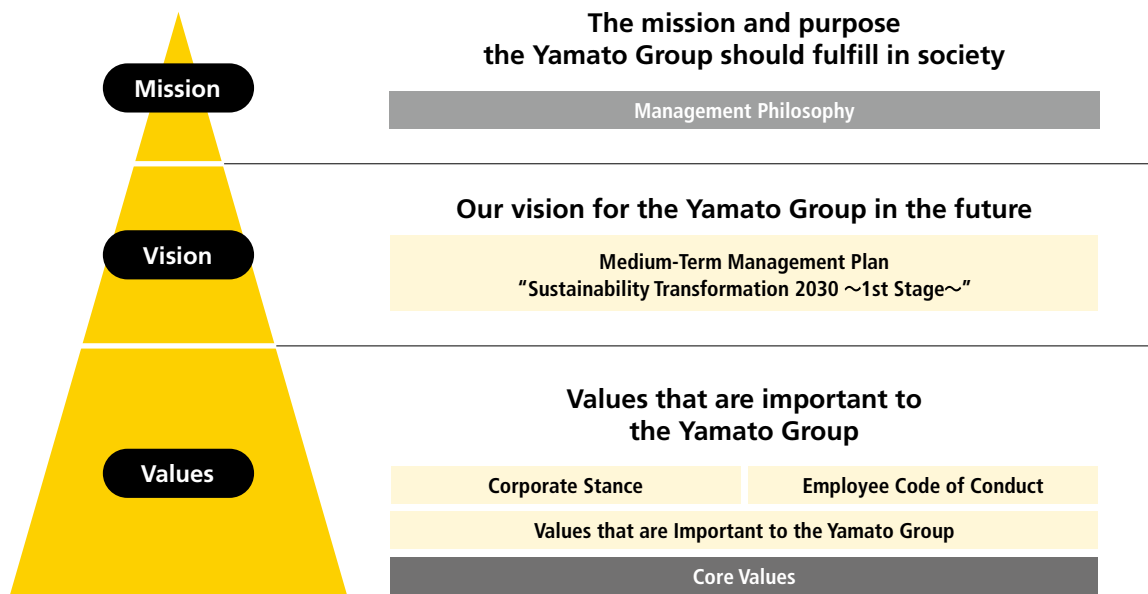 The mission and purpose
the Yamato Group should fulfill in society
Mission
Management Philosophy
Our vision for the Yamato Group in the future
Vision
Medium-Term Management Plan
“Sustainability Transformation 2030 ～1st Stage～”
Values that are important to
the Yamato Group
Values
Corporate Stance
Employee Code of Conduct
Values that are Important to the Yamato Group
Core Values